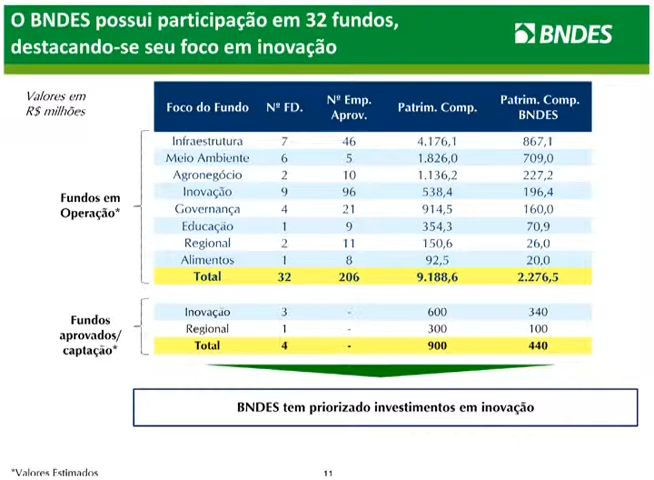 O BNDES possui participação em 32 fundos,
destacando-se seu foco em inovação
BNDES
Valores em
R$ milhões
Foco do Fundo Nº FD. Nº Emp. Aprov. Patrim. Comp. Patrim. Comp. BNDES
Fundos em
Operação*
Infraestrutura 7 46 4.176,1 867,1
Meio Ambiente 6 5 1.826,0 709,0
Agronegócio 2 10 1.136,2 227,2
Inovação 9 96 538,4 196,4
Governança 4 21 914,5 160,0
Educação 1 9 354,3 70,9
Regional 2 11 150,6 26,0
Alimentos 1 8 92,5 20,0
Total 32 206 9.188,6 2.276,5
Fundos
aprovados/
captação*
Inovação 3 - 600 340
Regional 1 - 300 100
Total 4 - 900 440
BNDES tem priorizado investimentos em inovação
*Valores Estimados
11